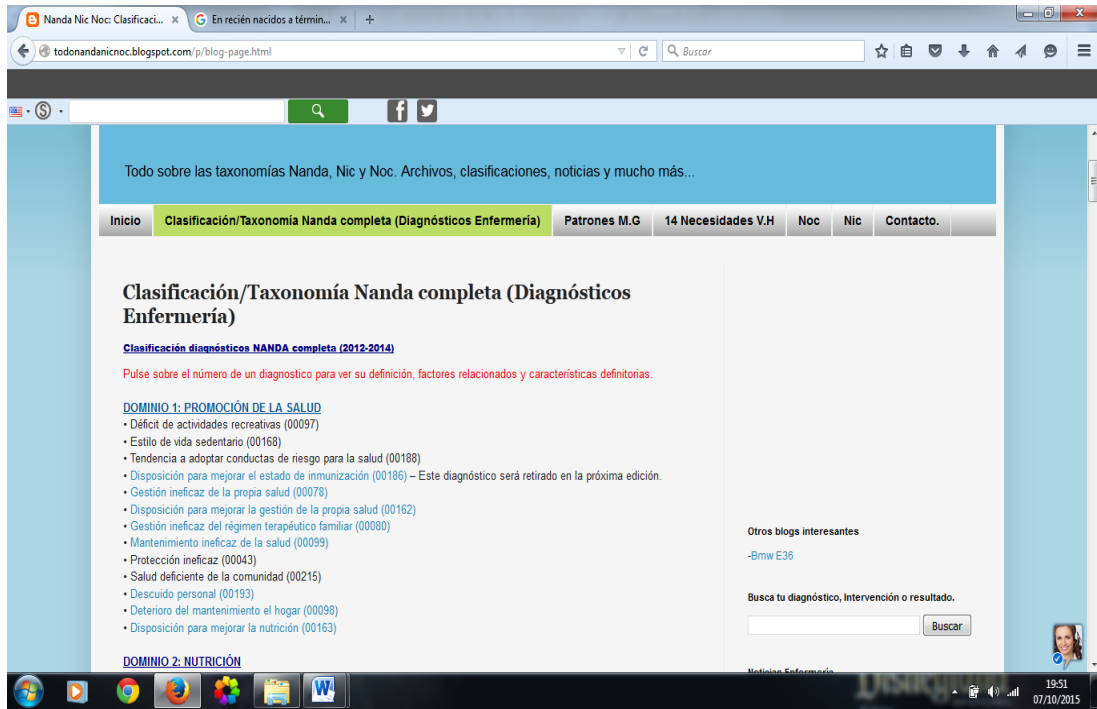 Nanda Nic Noc: Clasificaci...
En recién nacidos a términ...
todonandanicnoc.blogspot.com/p/blog-page.html
Buscar
Todo sobre las taxonomías Nanda, Nic y Noc. Archivos, clasificaciones, noticias y mucho más...
Inicio Clasificación/Taxonomía Nanda completa (Diagnósticos Enfermería) Patrones M.G 14 Necesidades V.H Noc Nic Contacto.
Clasificación/Taxonomía Nanda completa (Diagnósticos
Enfermería)
Clasificación diagnósticos NANDA completa (2012-2014)
Pulse sobre el número de un diagnostico para ver su definición, factores relacionados y características definitorias.
DOMINIO 1: PROMOCIÓN DE LA SALUD
• Déficit de actividades recreativas (00097)
• Estilo de vida sedentario (00168)
• Tendencia a adoptar conductas de riesgo para la salud (00188)
• Disposición para mejorar el estado de inmunización (00186) – Este diagnóstico será retirado en la próxima edición.
• Gestión ineficaz de la propia salud (00078)
• Disposición para mejorar la gestión de la propia salud (00162)
• Gestión ineficaz del régimen terapéutico familiar (00080)
• Mantenimiento ineficaz de la salud (00099)
• Protección ineficaz (00043)
• Salud deficiente de la comunidad (00215)
• Descuido personal (00193)
• Deterioro del mantenimiento el hogar (00098)
• Disposición para mejorar la nutrición (00163)
DOMINIO 2: NUTRICIÓN
Otros blogs interesantes
-Bmw E36
Busca tu diagnóstico, Intervención o resultado.
Buscar
Noticias Enfermería
19:51
07/10/2015